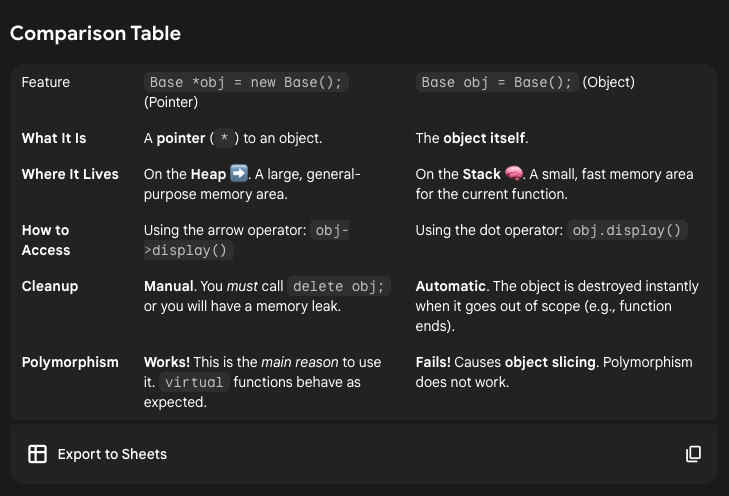 Comparison Table
Feature
Base *obj = new Base();
(Pointer)
Base obj = Base(); (Object)
What It Is
A pointer ( * ) to an object.
The object itself.
Where It Lives
On the Heap ➡️. A large, general-
purpose memory area.
On the Stack 🧠. A small, fast memory area
for the current function.
How to
Access
Using the arrow operator: obj-
>display()
Using the dot operator: obj.display()
Cleanup
Manual. You must call delete obj;
or you will have a memory leak.
Automatic. The object is destroyed instantly
when it goes out of scope (e.g., function
ends).
Polymorphism
Works! This is the main reason to use
it. virtual functions behave as
expected.
Fails! Causes object slicing. Polymorphism
does not work.
Export to Sheets